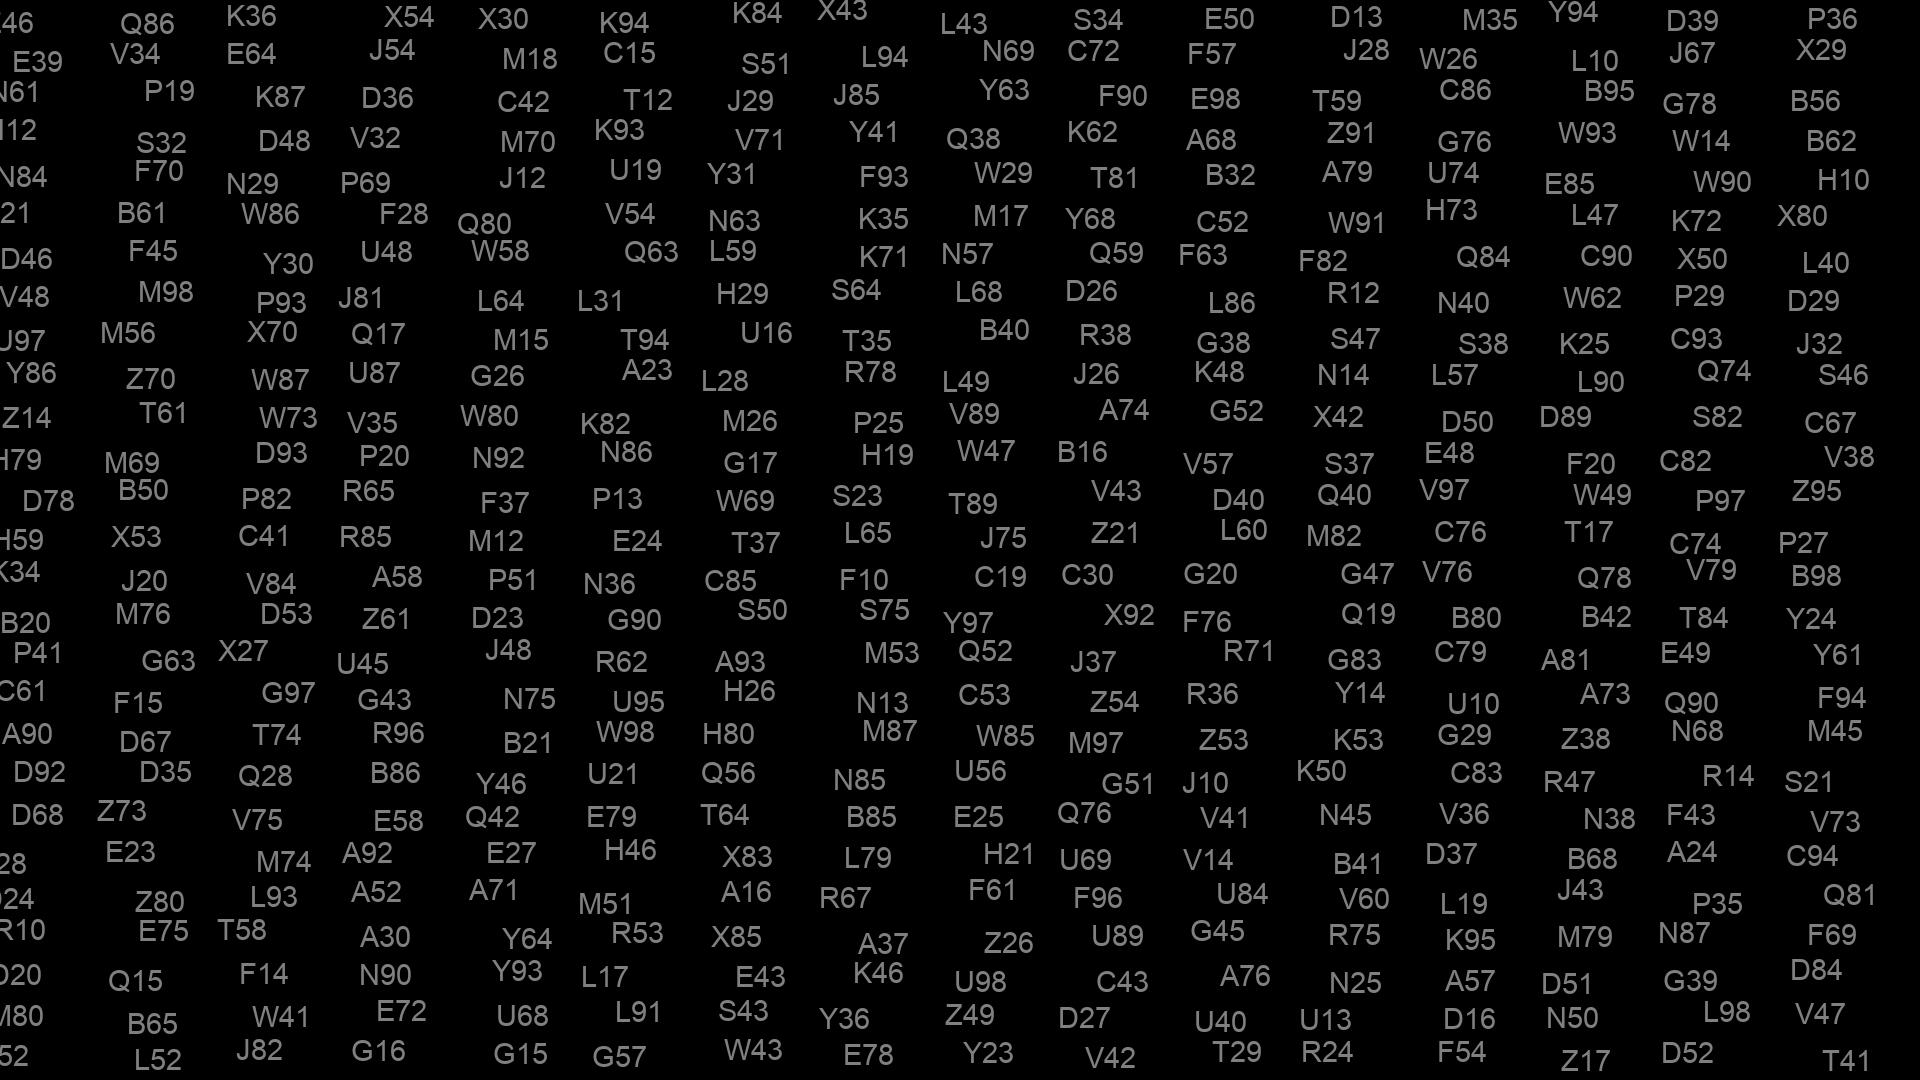 46 Q86 K36 X54 X30 K94 K84 X43 L43 S34 E50 D13 M35 Y94 D39 P36
E39 V34 E64 J54 M18 C15 S51 L94 N69 C72 F57 J28 W26 L10 J67 X29
N61 P19 K87 D36 C42 T12 J29 J85 Y63 F90 E98 T59 C86 B95 G78 B56
12 S32 D48 V32 M70 K93 V71 Y41 Q38 K62 A68 Z91 G76 W93 W14 B62
N84 F70 N29 P69 J12 U19 Y31 F93 W29 T81 B32 A79 U74 E85 W90 H10
21 B61 W86 F28 Q80 V54 N63 K35 M17 Y68 C52 W91 H73 L47 K72 X80
D46 F45 Y30 U48 W58 Q63 L59 K71 N57 Q59 F63 F82 Q84 C90 X50 L40
V48 M98 P93 J81 L64 L31 H29 S64 L68 D26 L86 R12 N40 W62 P29 D29
U97 M56 X70 Q17 M15 T94 U16 T35 B40 R38 G38 S47 S38 K25 C93 J32
Y86 Z70 W87 U87 G26 A23 L28 R78 L49 J26 K48 N14 L57 L90 Q74 S46
Z14 T61 W73 V35 W80 K82 M26 P25 V89 A74 G52 X42 D50 D89 S82 C67
H79 M69 D93 P20 N92 N86 G17 H19 W47 B16 V57 S37 E48 F20 C82 V38
D78 B50 P82 R65 F37 P13 W69 S23 T89 V43 D40 Q40 V97 W49 P97 Z95
H59 X53 C41 R85 M12 E24 T37 L65 J75 Z21 L60 M82 C76 T17 C74 P27
K34 J20 V84 A58 P51 N36 C85 F10 C19 C30 G20 G47 V76 Q78 V79 B98
B20 M76 D53 Z61 D23 G90 S50 S75 Y97 X92 F76 Q19 B80 B42 T84 Y24
P41 G63 X27 U45 J48 R62 A93 M53 Q52 J37 R71 G83 C79 A81 E49 Y61
C61 F15 G97 G43 N75 U95 H26 N13 C53 Z54 R36 Y14 U10 A73 Q90 F94
A90 D67 T74 R96 B21 W98 H80 M87 W85 M97 Z53 K53 G29 Z38 N68 M45
D92 D35 Q28 B86 Y46 U21 Q56 N85 U56 G51 J10 K50 C83 R47 R14 S21
D68 Z73 V75 E58 Q42 E79 T64 B85 E25 Q76 V41 N45 V36 N38 F43 V73
28 E23 M74 A92 E27 H46 X83 L79 H21 U69 V14 B41 D37 B68 A24 C94
24 Z80 L93 A52 A71 M51 A16 R67 F61 F96 U84 V60 L19 J43 P35 Q81
R10 E75 T58 A30 Y64 R53 X85 A37 Z26 U89 G45 R75 K95 M79 N87 F69
20 Q15 F14 N90 Y93 L17 E43 K46 U98 C43 A76 N25 A57 D51 G39 D84
M80 B65 W41 E72 U68 L91 S43 Y36 Z49 D27 U40 U13 D16 N50 L98 V47
52 L52 J82 G16 G15 G57 W43 E78 Y23 V42 T29 R24 F54 Z17 D52 T41